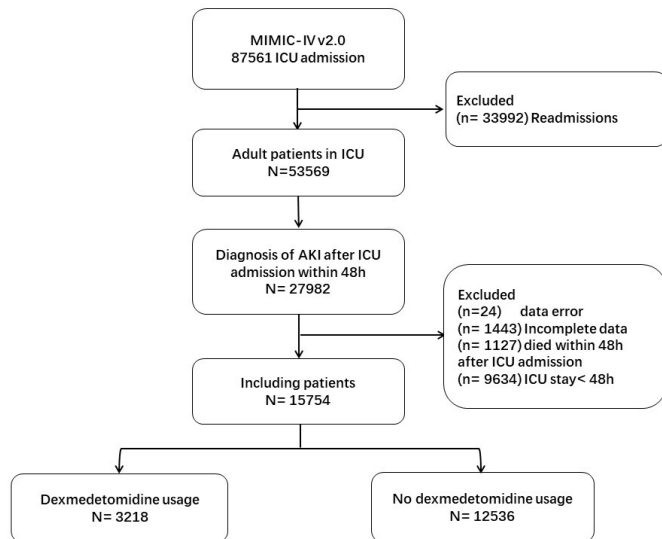 MIMIC-IV v2.0
87561 ICU admission
Excluded
(n= 33992) Readmissions
Adult patients in ICU
N=53569
Diagnosis of AKI after ICU
admission within 48h
N= 27982
Excluded
(n=24) data error
(n= 1443) Incomplete data
(n= 1127) died within 48h
after ICU admission
(n= 9634) ICU stay< 48h
Including patients
N= 15754
Dexmedetomidine usage
N= 3218
No dexmedetomidine usage
N= 12536